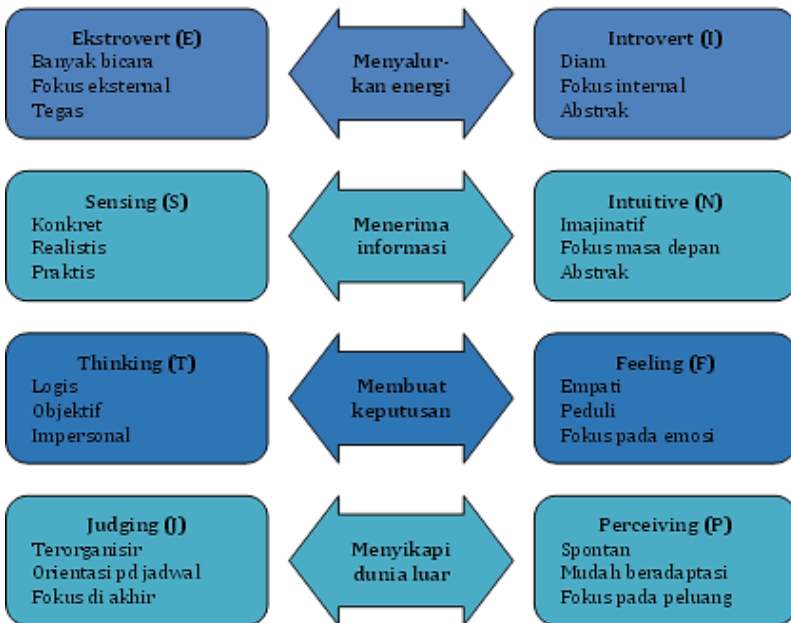 Ekstrovert (E)
Banyak bicara
Fokus eksternal
Tegas
Menyalur-
kan energi
Introvert (I)
Diam
Fokus internal
Abstrak
Sensing (S)
Konkret
Realistis
Praktis
Menerima
informasi
Intuitive (N)
Imajinatif
Fokus masa depan
Abstrak
Thinking (T)
Logis
Objektif
Impersonal
Membuat
keputusan
Feeling (F)
Empati
Peduli
Fokus pada emosi
Judging (J)
Terorganisir
Orientasi pd jadwal
Fokus di akhir
Menyikapi
dunia luar
Perceiving (P)
Spontan
Mudah beradaptasi
Fokus pada peluang